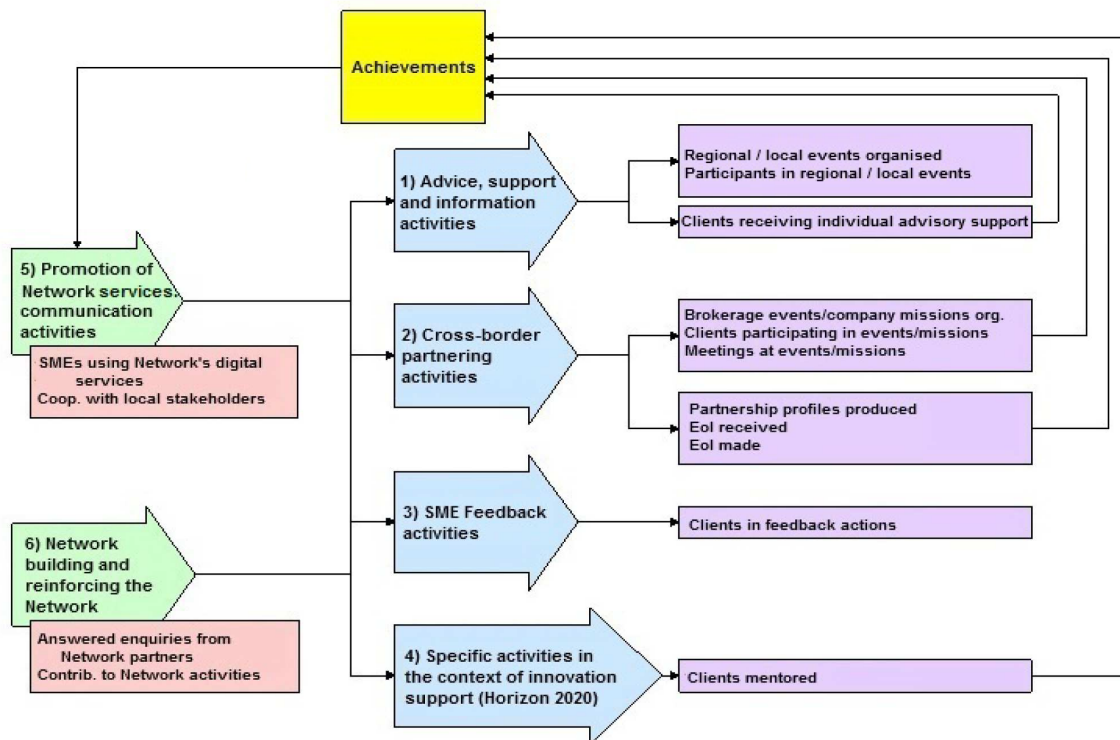 Achievements
1) Advice, support
and information
activities
Regional / local events organised
Participants in regional / local events
Clients receiving individual advisory support
5) Promotion of
Network services.
communication
activities
SMEs using Network's digital
services
Coop. with local stakeholders
2) Cross-border
partnering
activities
Brokerage events/company missions org.
Clients participating in events/missions
Meetings at events/missions
Partnership profiles produced
EoI received
EoI made
3) SME Feedback
activities
Clients in feedback actions
6) Network
building and
reinforcing the
Network
Answered enquiries from
Network partners
Contrib. to Network activities
4) Specific activities in
the context of innovation
support (Horizon 2020)
Clients mentored